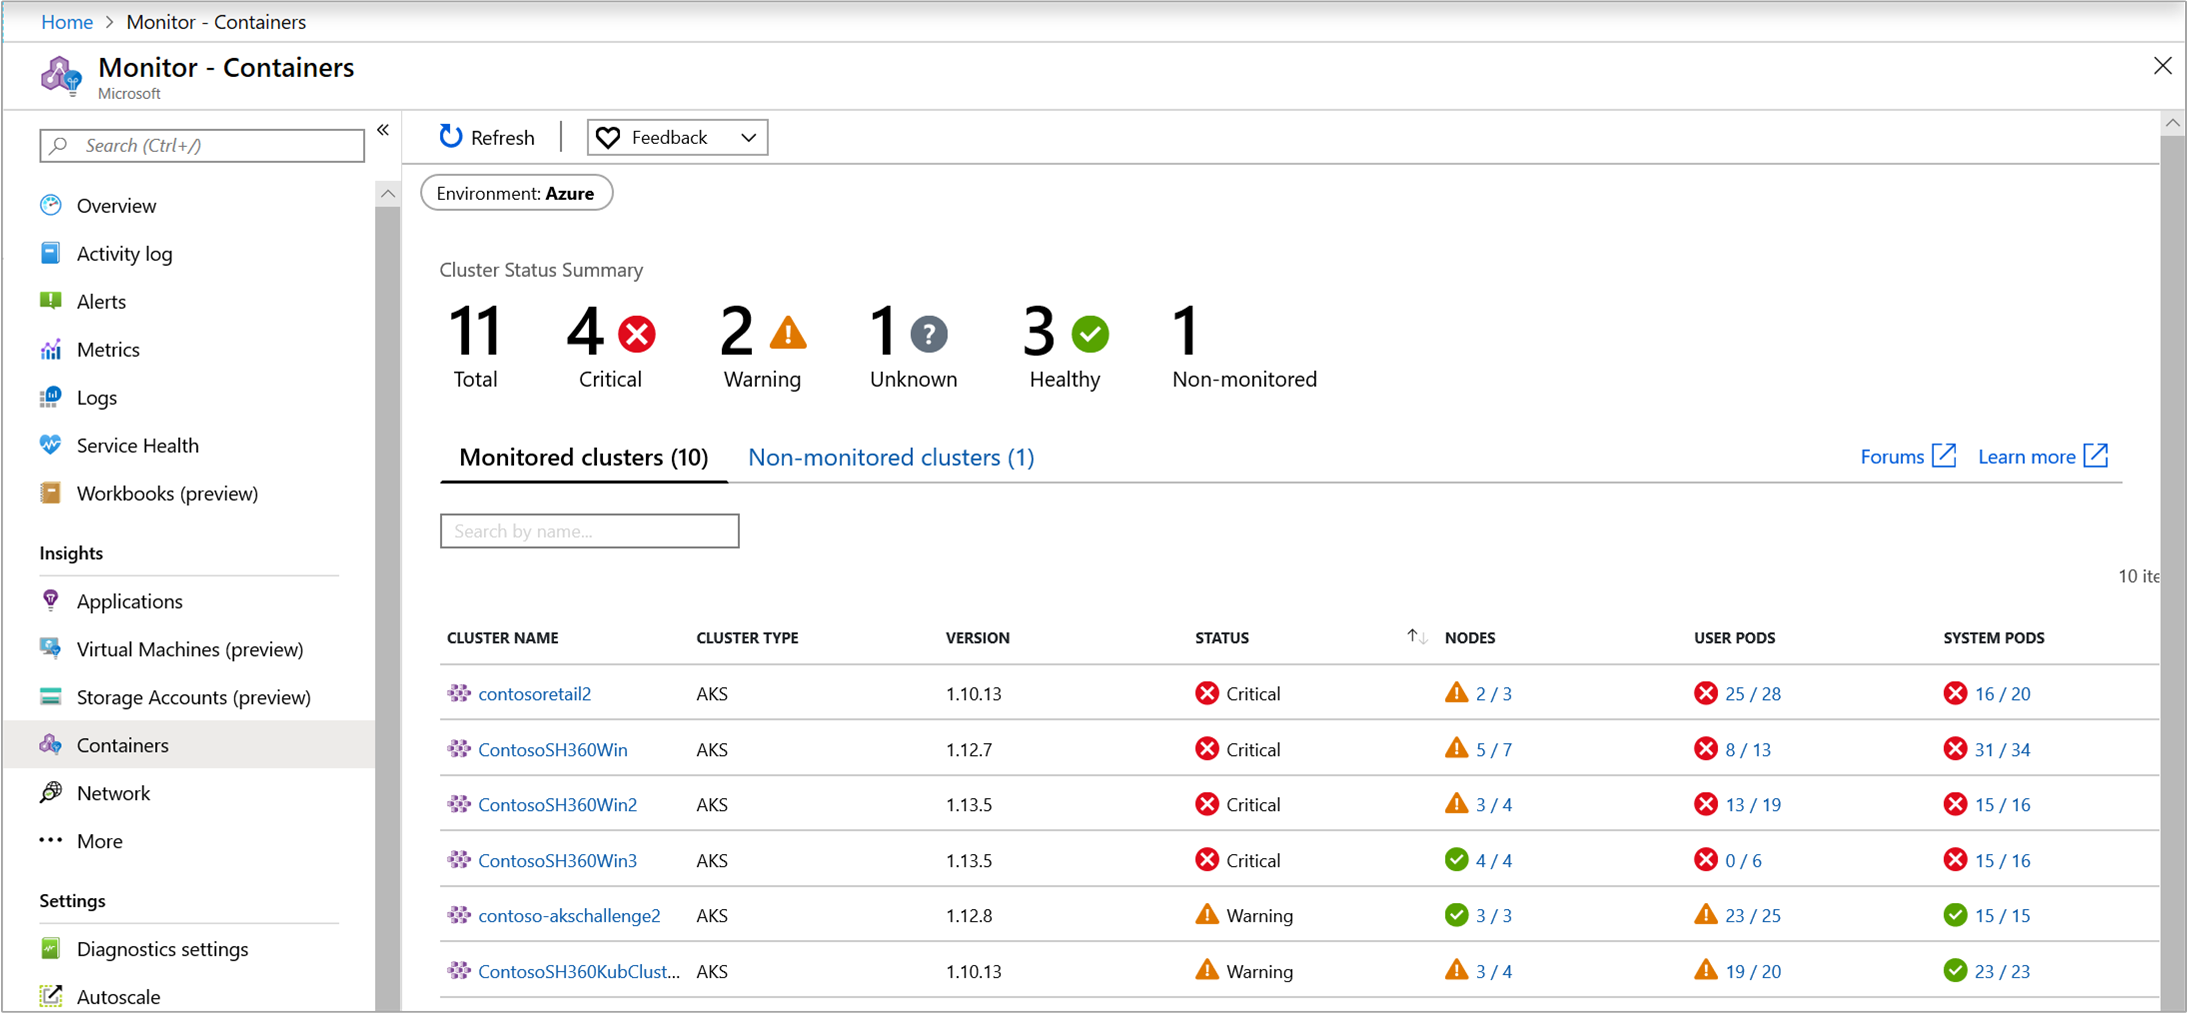 Home > Monitor - Containers
Monitor - Containers
Microsoft
Search (Ctrl+/)
«
Overview
Activity log
Alerts
Metrics
Logs
Service Health
Workbooks (preview)
Insights
Applications
Virtual Machines (preview)
Storage Accounts (preview)
Containers
Network
More
Settings
Diagnostics settings
Autoscale
Refresh | Feedback
Environment: Azure
Cluster Status Summary
11 4 2 1 ? 3 1
Total Critical Warning Unknown Healthy Non-monitored
Monitored clusters (10) Non-monitored clusters (1) Forums Learn more
Search by name...
10 ite
CLUSTER NAME CLUSTER TYPE VERSION STATUS ↑↓ NODES USER PODS SYSTEM PODS
contosoretail2 AKS 1.10.13 Critical 2 / 3 25 / 28 16 / 20
ContosoSH360Win AKS 1.12.7 Critical 5 / 7 8 / 13 31 / 34
ContosoSH360Win2 AKS 1.13.5 Critical 3 / 4 13 / 19 15 / 16
ContosoSH360Win3 AKS 1.13.5 Critical 4 / 4 0 / 6 15 / 16
contoso-akschallenge2 AKS 1.12.8 Warning 3 / 3 23 / 25 15 / 15
ContosoSH360KubClust... AKS 1.10.13 Warning 3 / 4 19 / 20 23 / 23